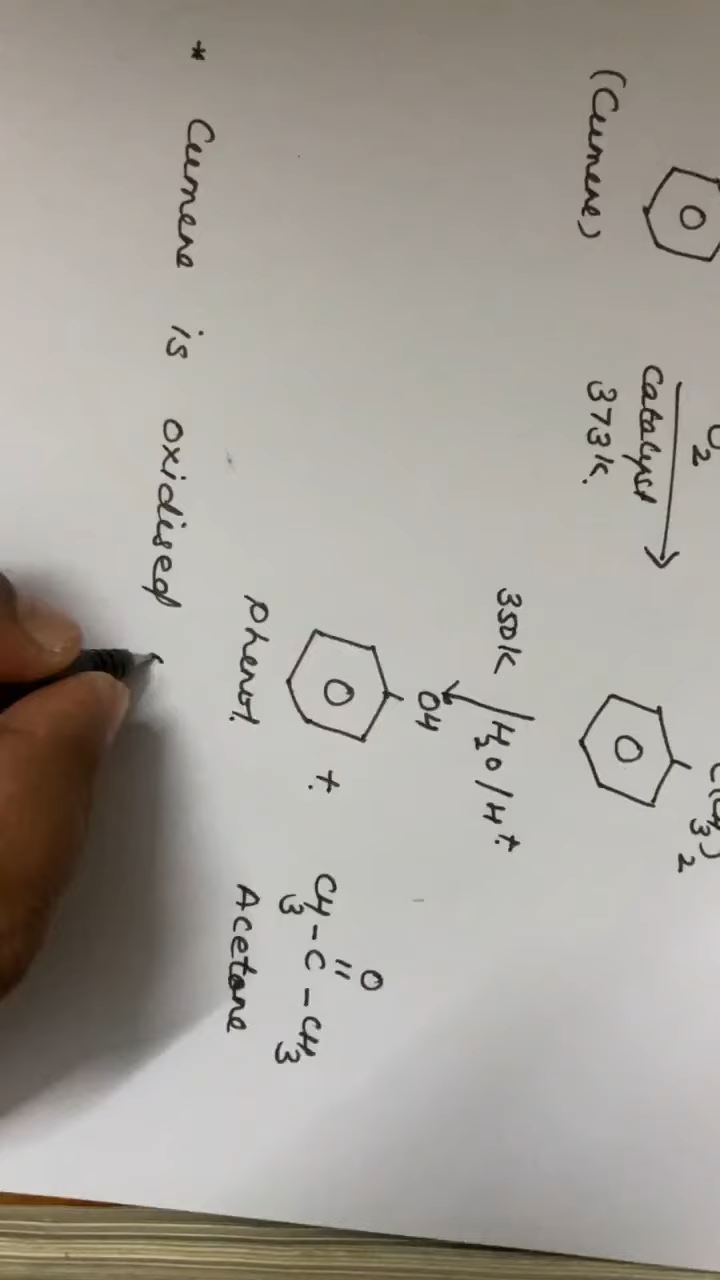 O2
catalyst
373K.
(Cumene)
C(CH3)2
350K / H2O / H+
OH
+
O
CH3-C-CH3
Phenol.
Acetone
* Cumene is oxidised